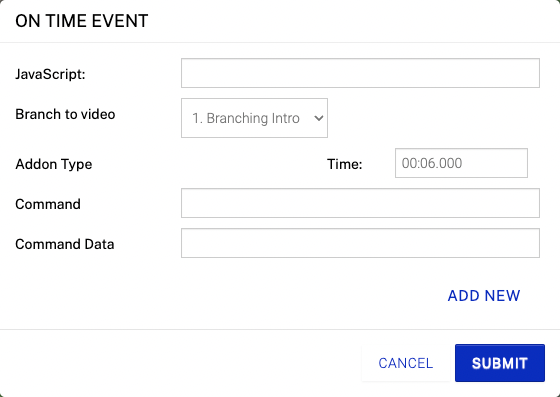 ON TIME EVENT
JavaScript:
Branch to video
1. Branching Intro
Addon Type
Time:
00:06.000
Command
Command Data
ADD NEW
CANCEL
SUBMIT